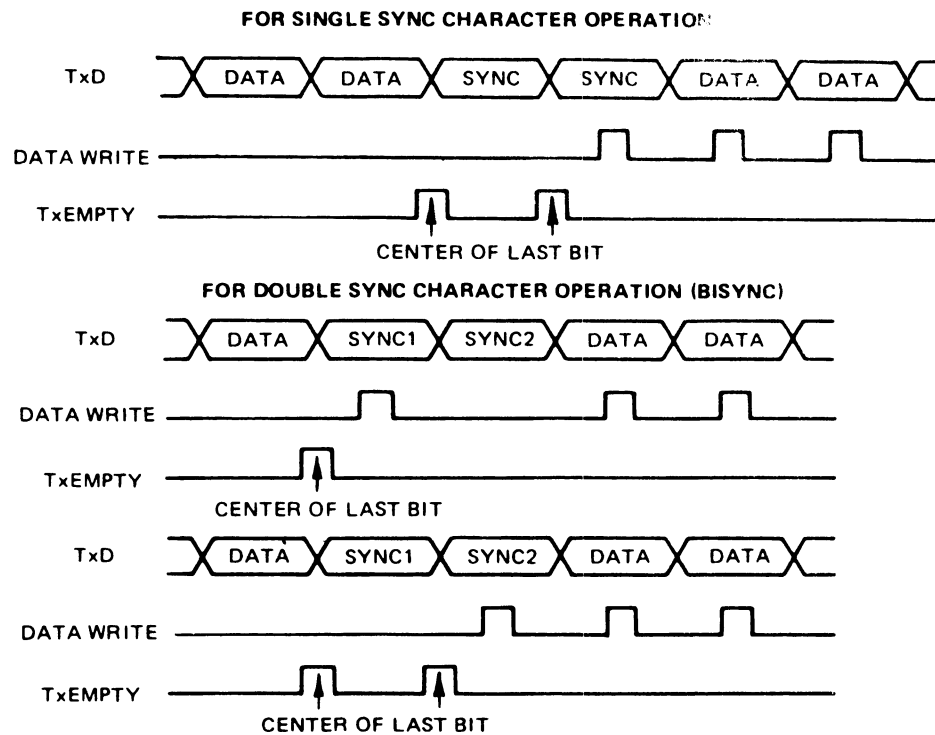 FOR SINGLE SYNC CHARACTER OPERATION
TxD DATA DATA SYNC SYNC DATA DATA
DATA WRITE
TxEMPTY
CENTER OF LAST BIT
FOR DOUBLE SYNC CHARACTER OPERATION (BISYNC)
TxD DATA SYNC1 SYNC2 DATA DATA
DATA WRITE
TxEMPTY
CENTER OF LAST BIT
TxD DATA SYNC1 SYNC2 DATA DATA
DATA WRITE
TxEMPTY
CENTER OF LAST BIT